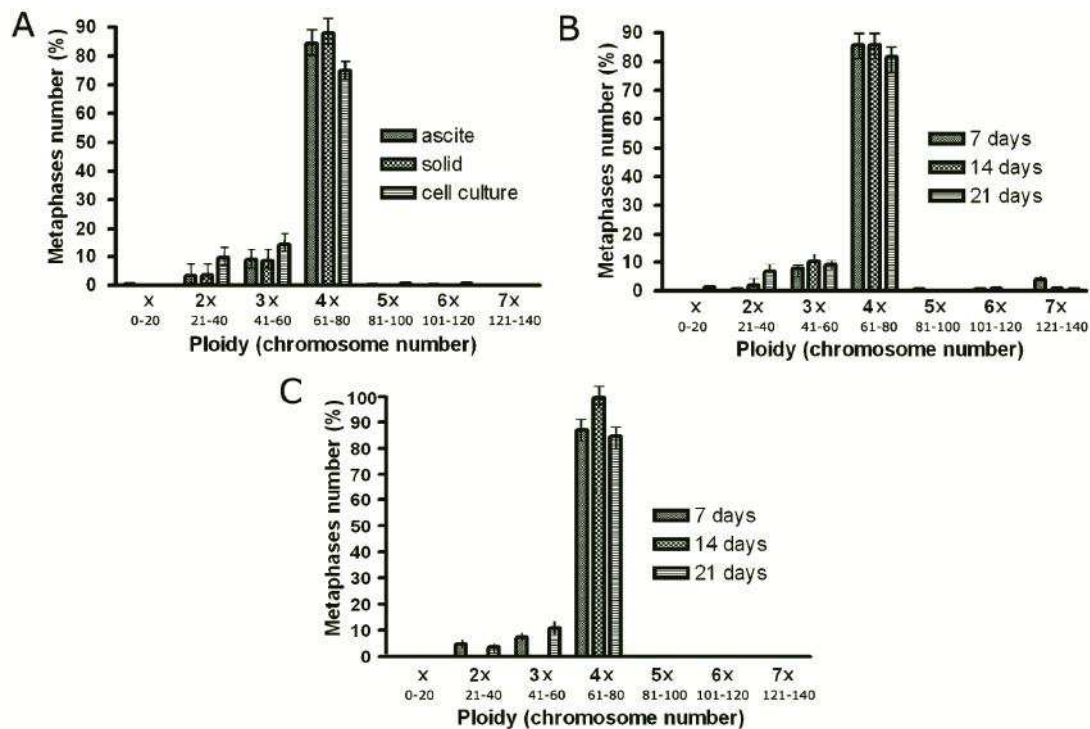 A
Metaphases number (%)
90
80
70
60
50
40
30
20
10
0
ascite
solid
cell culture
x 2x 3x 4x 5x 6x 7x
0-20 21-40 41-60 61-80 81-100 101-120 121-140
Ploidy (chromosome number)
B
Metaphases number (%)
90
80
70
60
50
40
30
20
10
0
7 days
14 days
21 days
x 2x 3x 4x 5x 6x 7x
0-20 21-40 41-60 61-80 81-100 101-120 121-140
Ploidy (chromosome number)
C
Metaphases number (%)
100
90
80
70
60
50
40
30
20
10
0
7 days
14 days
21 days
x 2x 3x 4x 5x 6x 7x
0-20 21-40 41-60 61-80 81-100 101-120 121-140
Ploidy (chromosome number)